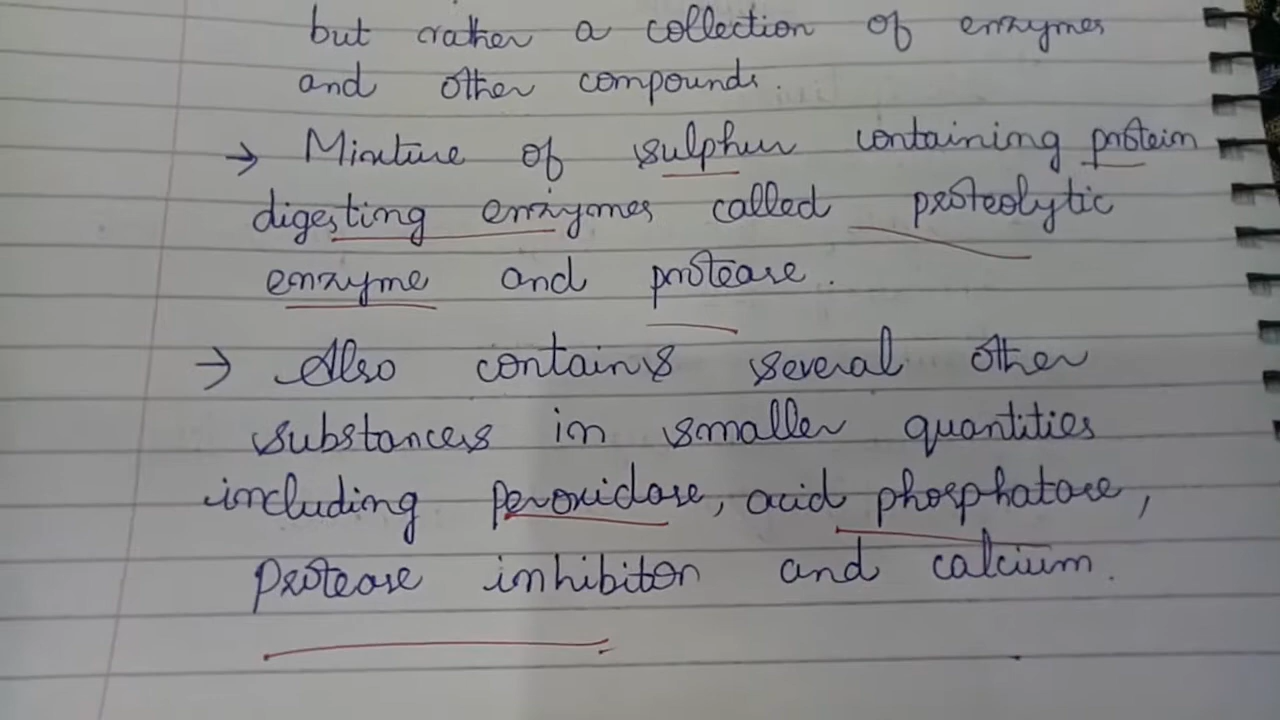 but rather a collection of enzymes
and other compounds.
→ Mixture of sulphur containing protein
digesting enzymes called proteolytic
enzyme and protease.
→ Also contains several other
substances in smaller quantities
including peroxidase, acid phosphatase,
protease inhibitor and calcium.